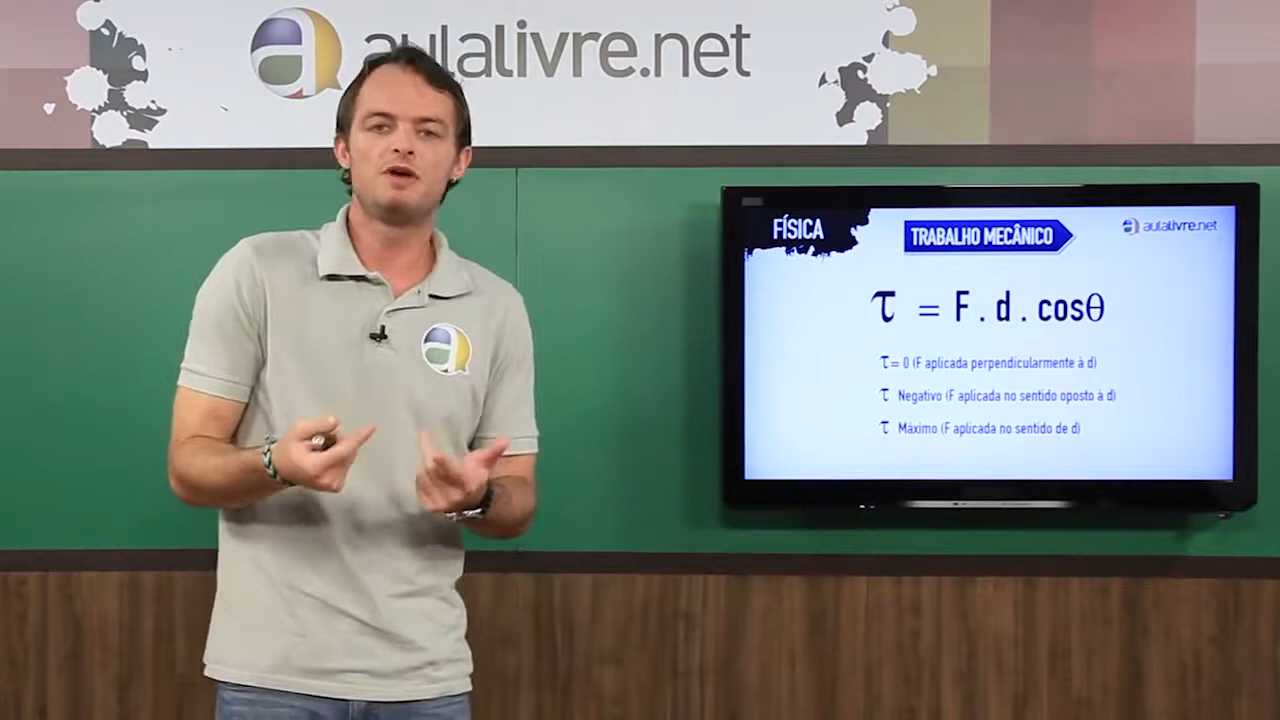 aulalivre.net
FÍSICA
TRABALHO MECÂNICO
aulalivre.net
τ = F . d . cosθ
τ = 0 (F aplicada perpendicularmente à d)
τ Negativo (F aplicada no sentido oposto à d)
τ Máximo (F aplicada no sentido de d)